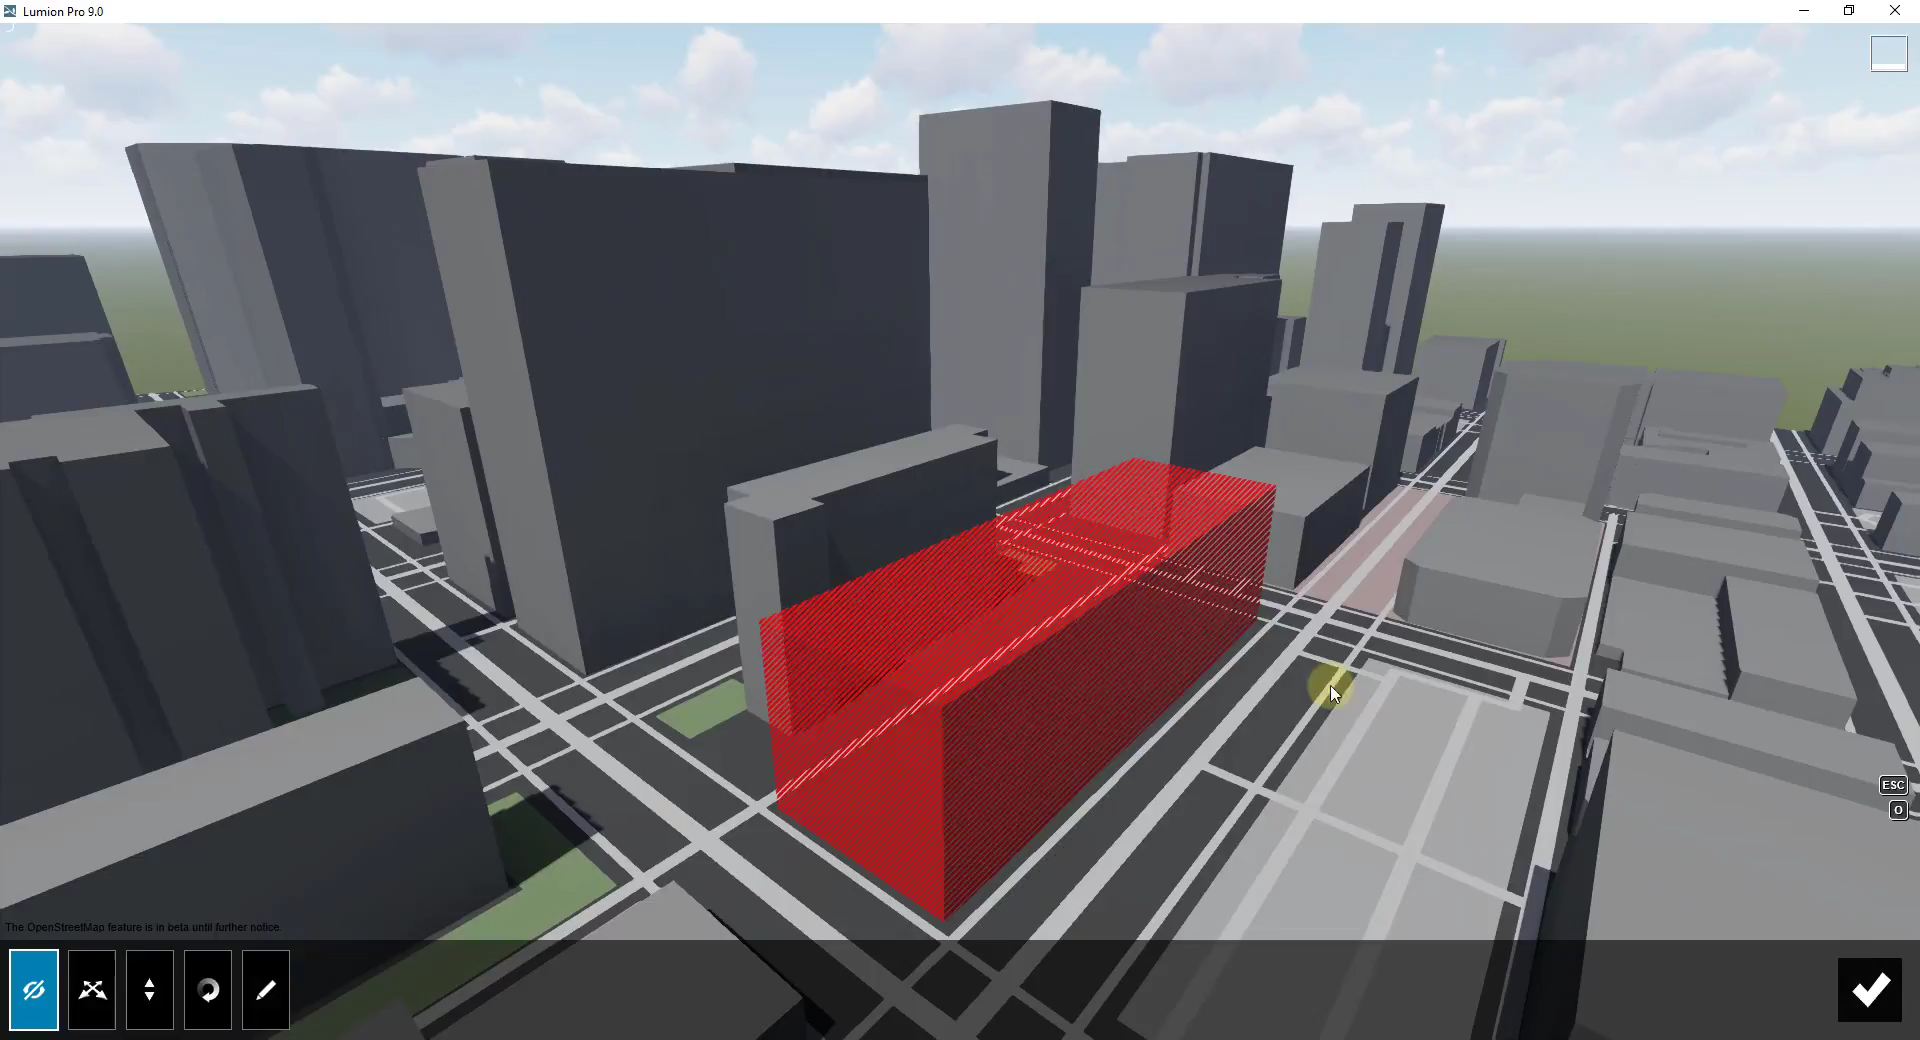 Lumion Pro 9.0
ESC
O
The OpenStreetMap feature is in beta until further notice.